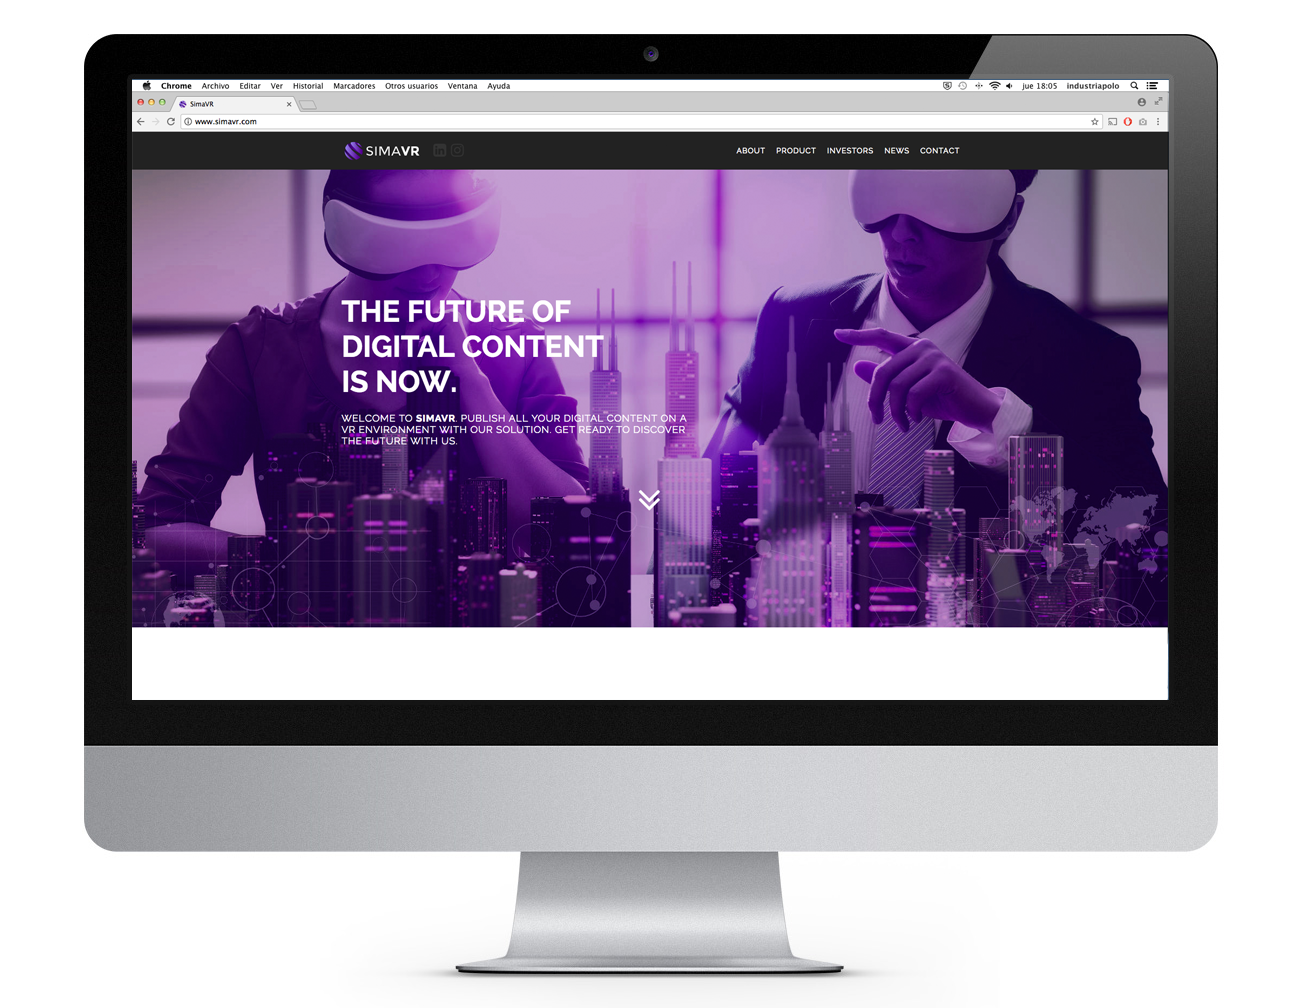 Chrome Archivo Editar Ver Historial Marcadores Otros usuarios Ventana Ayuda jue 18:05 industriapolo
SimaVR
www.simavr.com
SIMAVR in ABOUT PRODUCT INVESTORS NEWS CONTACT
THE FUTURE OF
DIGITAL CONTENT
IS NOW.
WELCOME TO SIMAVR. PUBLISH ALL YOUR DIGITAL CONTENT ON A
VR ENVIRONMENT WITH OUR SOLUTION. GET READY TO DISCOVER
THE FUTURE WITH US.